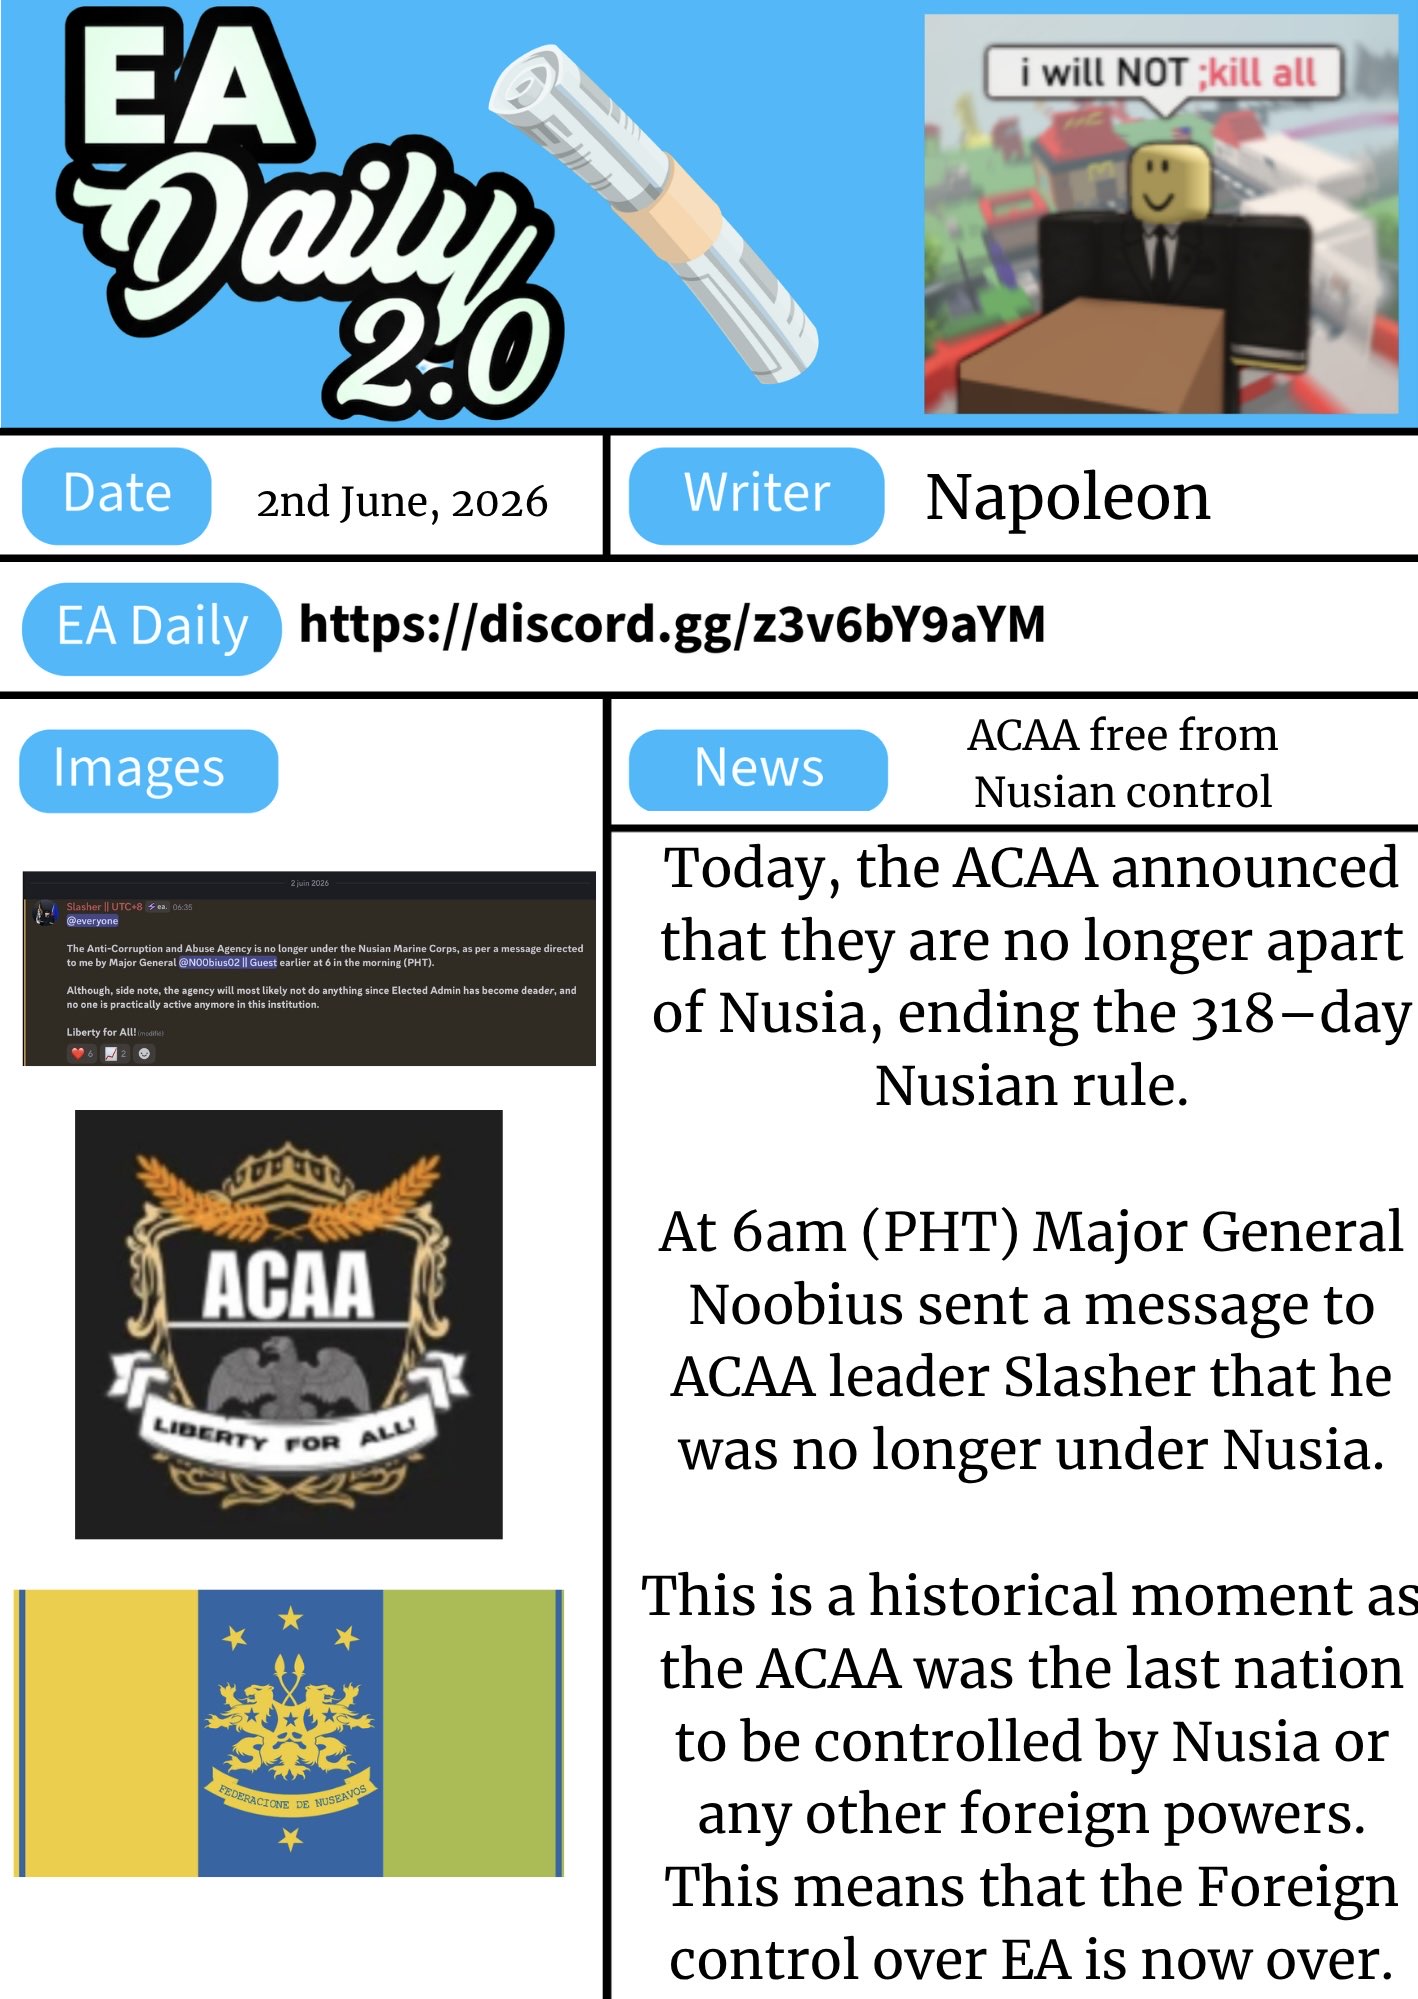 EA
Daily
2.0
i will NOT ;kill all
Date
2nd June, 2026
Writer
Napoleon
EA Daily
https://discord.gg/z3v6bY9aYM
Images
2 juin 2026
Slasher || UTC+8 ea. 06:35
@everyone
The Anti-Corruption and Abuse Agency is no longer under the Nusian Marine Corps, as per a message directed
to me by Major General @N00bius02 || Guest earlier at 6 in the morning (PHT).
Although, side note, the agency will most likely not do anything since Elected Admin has become deader, and
no one is practically active anymore in this institution.
Liberty for All! (modifié)
6 2
ACAA
LIBERTY FOR ALL!
FEDERACIONE DE NUSEAVOS
News
ACAA free from
Nusian control
Today, the ACAA announced
that they are no longer apart
of Nusia, ending the 318–day
Nusian rule.
At 6am (PHT) Major General
Noobius sent a message to
ACAA leader Slasher that he
was no longer under Nusia.
This is a historical moment as
the ACAA was the last nation
to be controlled by Nusia or
any other foreign powers.
This means that the Foreign
control over EA is now over.